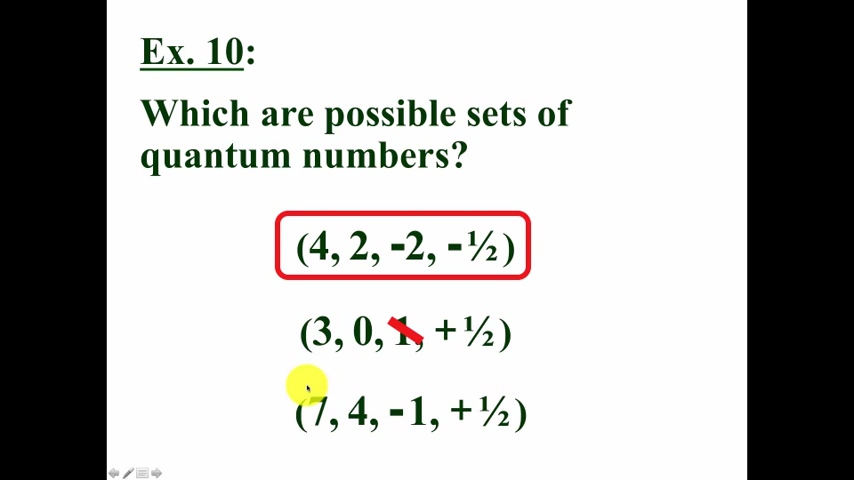 Ex. 10:
Which are possible sets of
quantum numbers?
(4, 2, -2, -½)
(3, 0, 1, +½)
(7, 4, -1, +½)